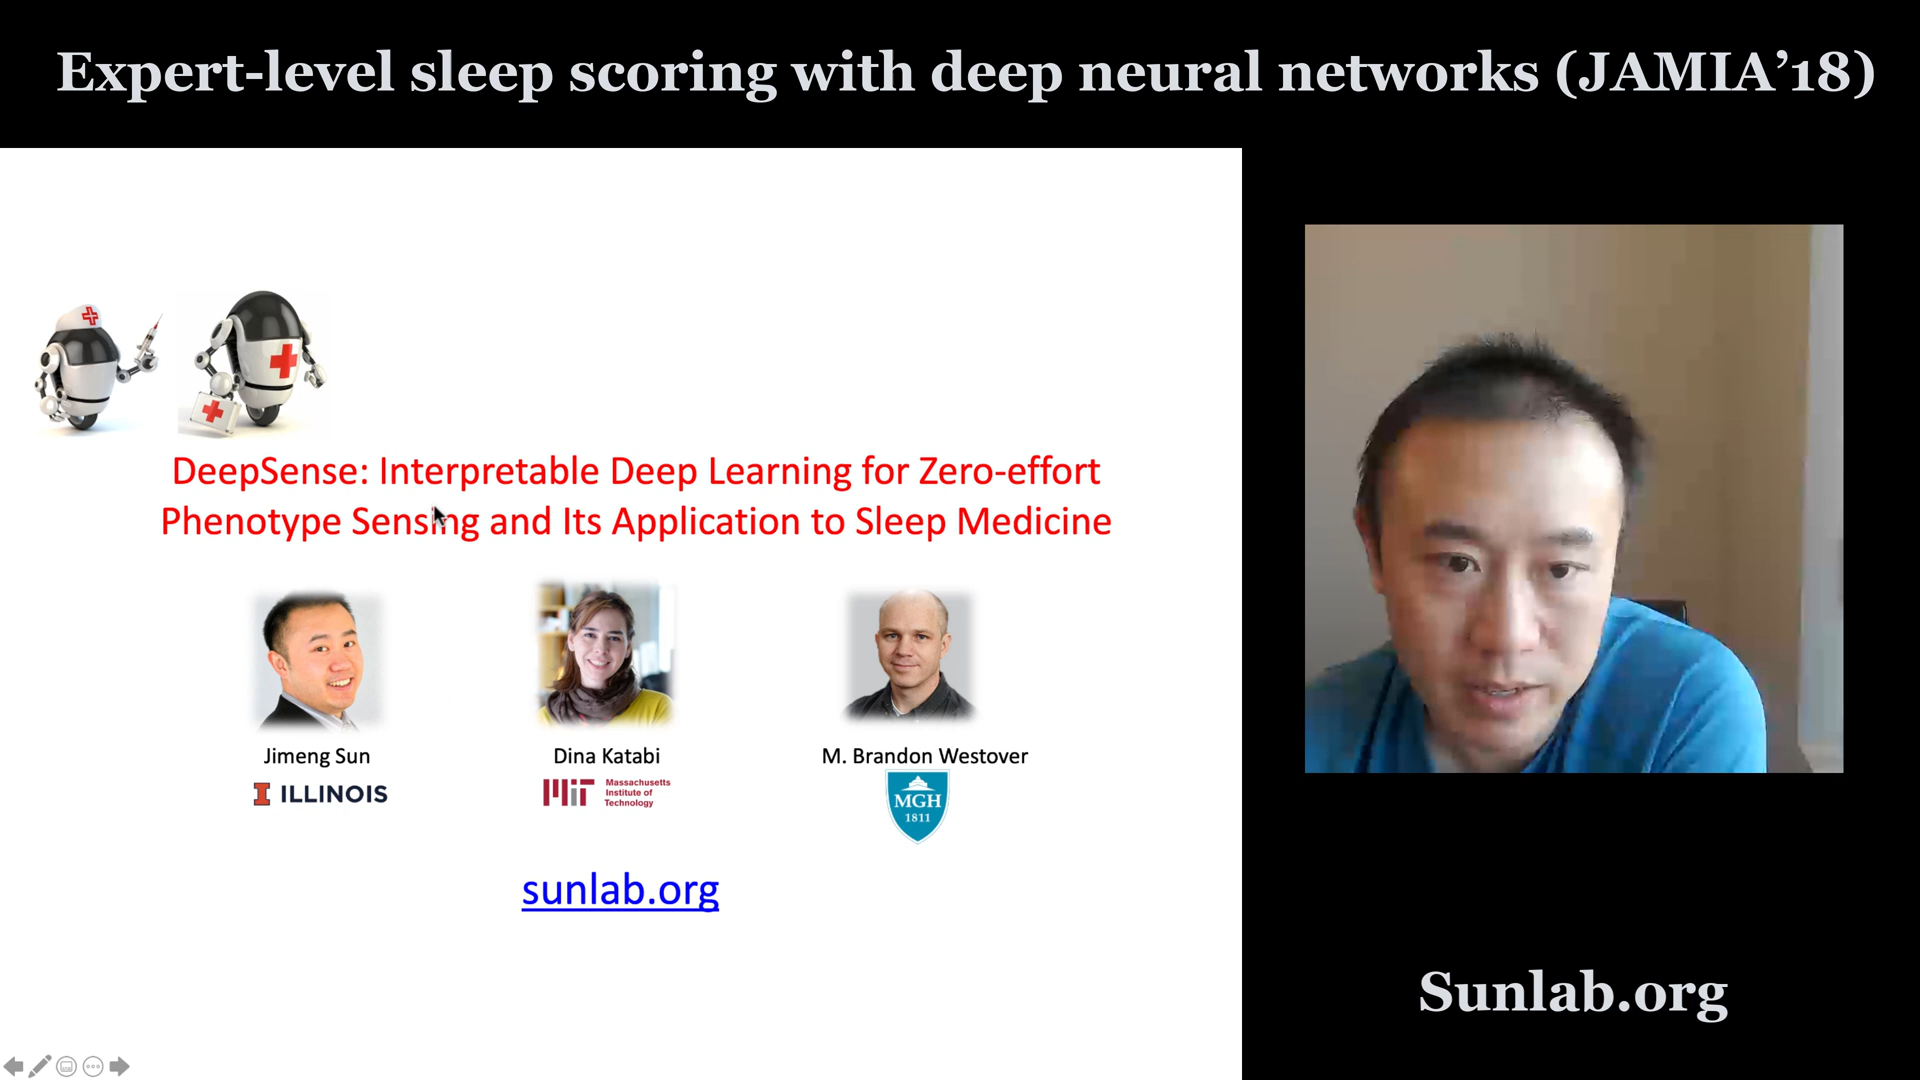 Expert-level sleep scoring with deep neural networks (JAMIA’18)
DeepSense: Interpretable Deep Learning for Zero-effort
Phenotype Sensing and Its Application to Sleep Medicine
Jimeng Sun
Dina Katabi
M. Brandon Westover
ILLINOIS
MIT
Massachusetts
Institute of
Technology
MGH
1811
sunlab.org
Sunlab.org